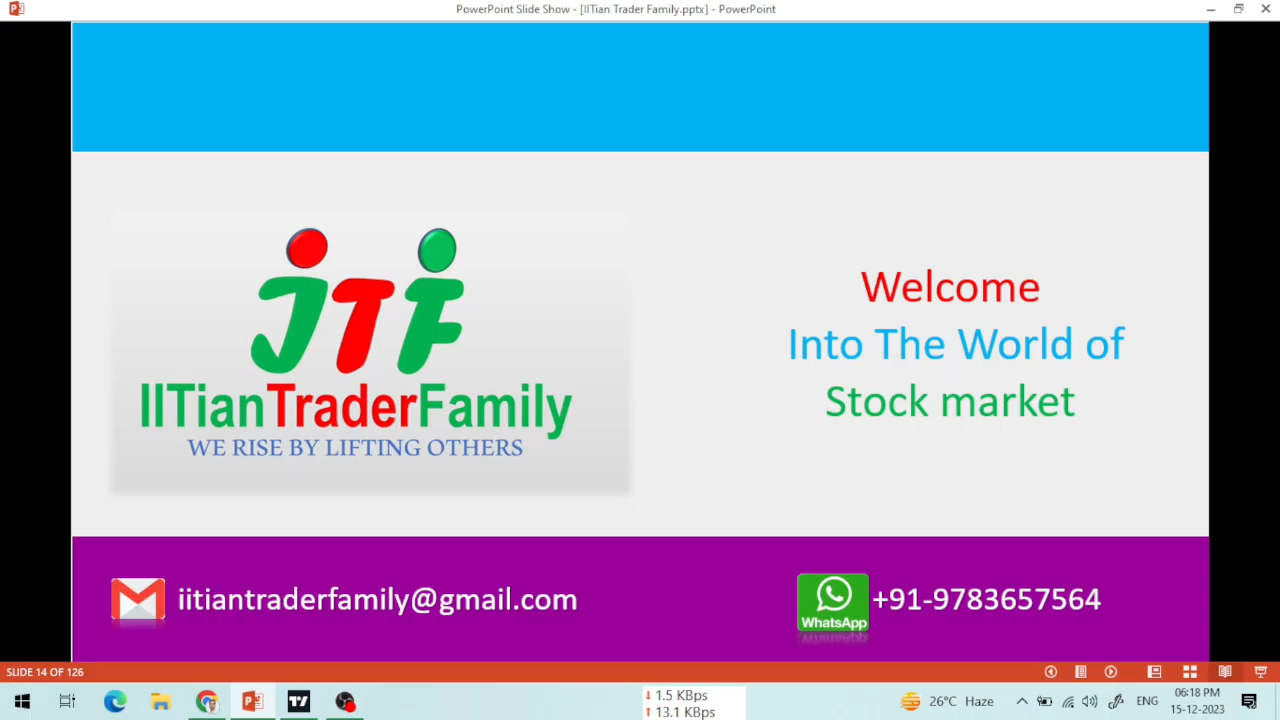 PowerPoint Slide Show - [IITian Trader Family.pptx] - PowerPoint
JTF
IITianTraderFamily
WE RISE BY LIFTING OTHERS
Welcome
Into The World of
Stock market
iitiantraderfamily@gmail.com
WhatsApp
+91-9783657564
SLIDE 14 OF 126
1.5 KBps
13.1 KBps
26°C Haze
ENG
06:18 PM
15-12-2023